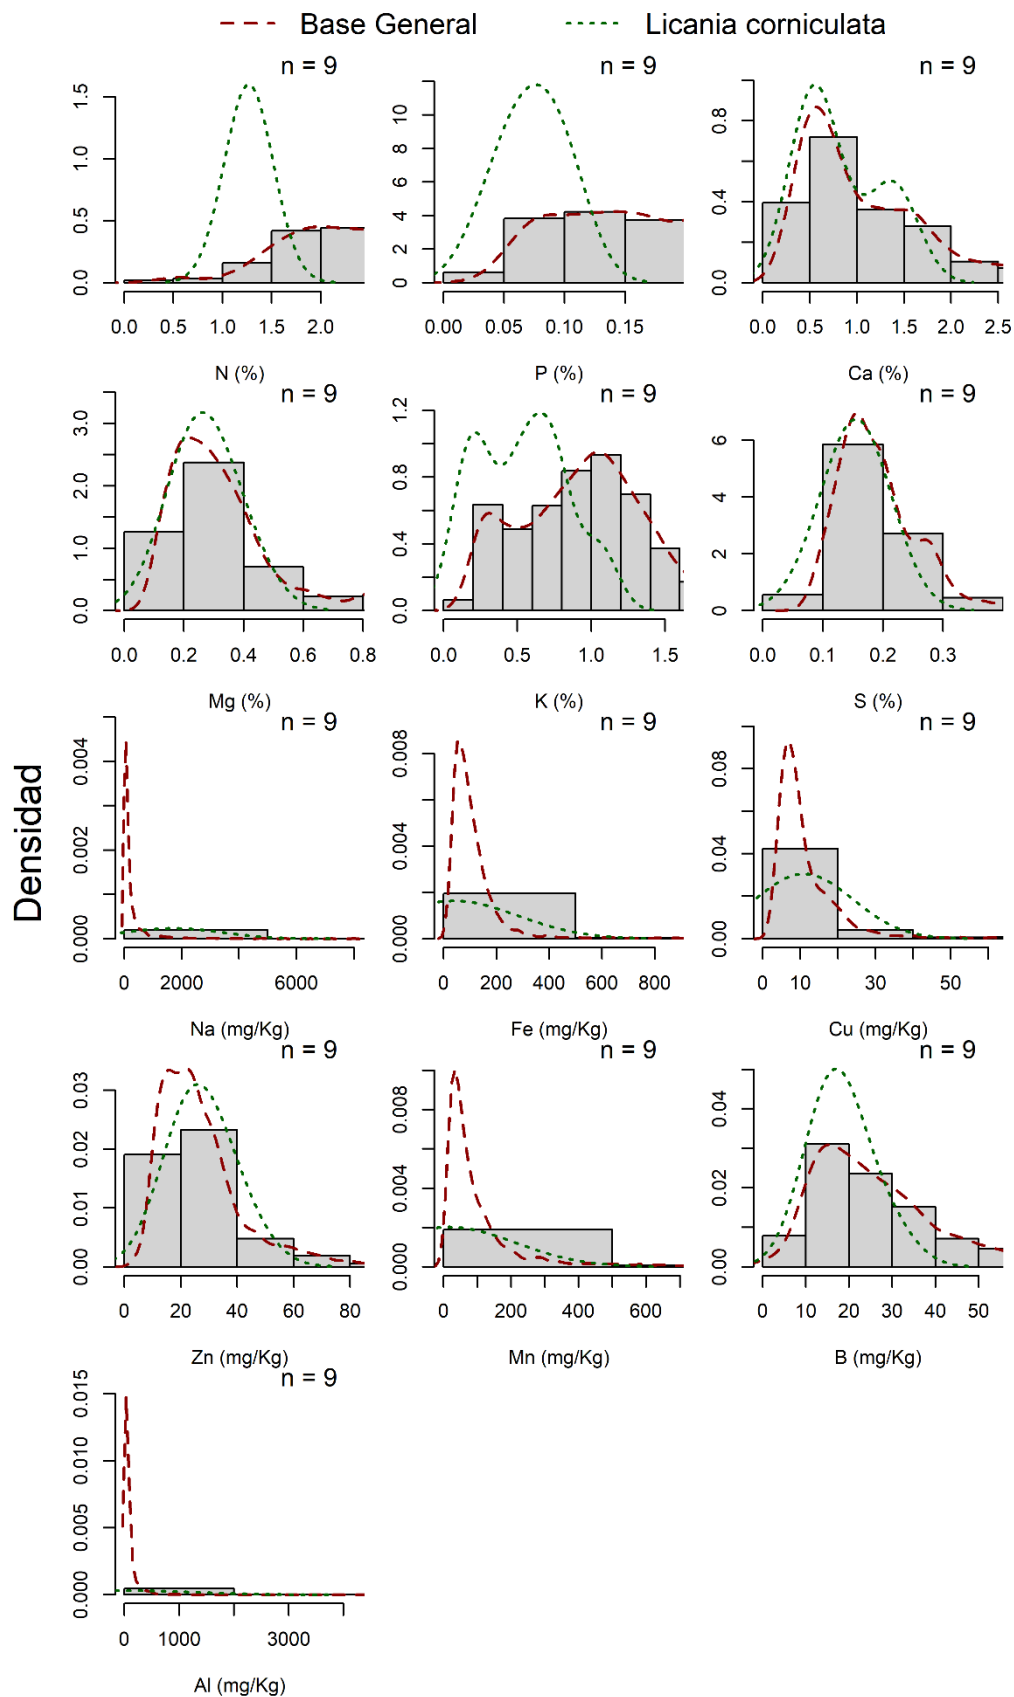 Base General Licania corniculata
n = 9 n = 9 n = 9
0.0 0.5 1.0 1.5
0 2 4 6 8 10
0.0 0.4 0.8
0.0 0.5 1.0 1.5 2.0
0.00 0.05 0.10 0.15
0.0 0.5 1.0 1.5 2.0 2.5
N (%) P (%) Ca (%)
n = 9 n = 9 n = 9
0.0 1.0 2.0 3.0
0.0 0.4 0.8 1.2
0 2 4 6
0.0 0.2 0.4 0.6 0.8
0.0 0.5 1.0 1.5
0.0 0.1 0.2 0.3
Mg (%) K (%) S (%)
Densidad
n = 9 n = 9 n = 9
0.000 0.002 0.004
0.000 0.004 0.008
0.00 0.04 0.08
0 2000 6000
0 200 400 600 800
0 10 30 50
Na (mg/Kg) Fe (mg/Kg) Cu (mg/Kg)
n = 9 n = 9 n = 9
0.00 0.01 0.02 0.03
0.000 0.004 0.008
0.00 0.02 0.04
0 20 40 60 80
0 200 400 600
0 10 20 30 40 50
Zn (mg/Kg) Mn (mg/Kg) B (mg/Kg)
n = 9
0.000 0.005 0.010 0.015
0 1000 3000
Al (mg/Kg)